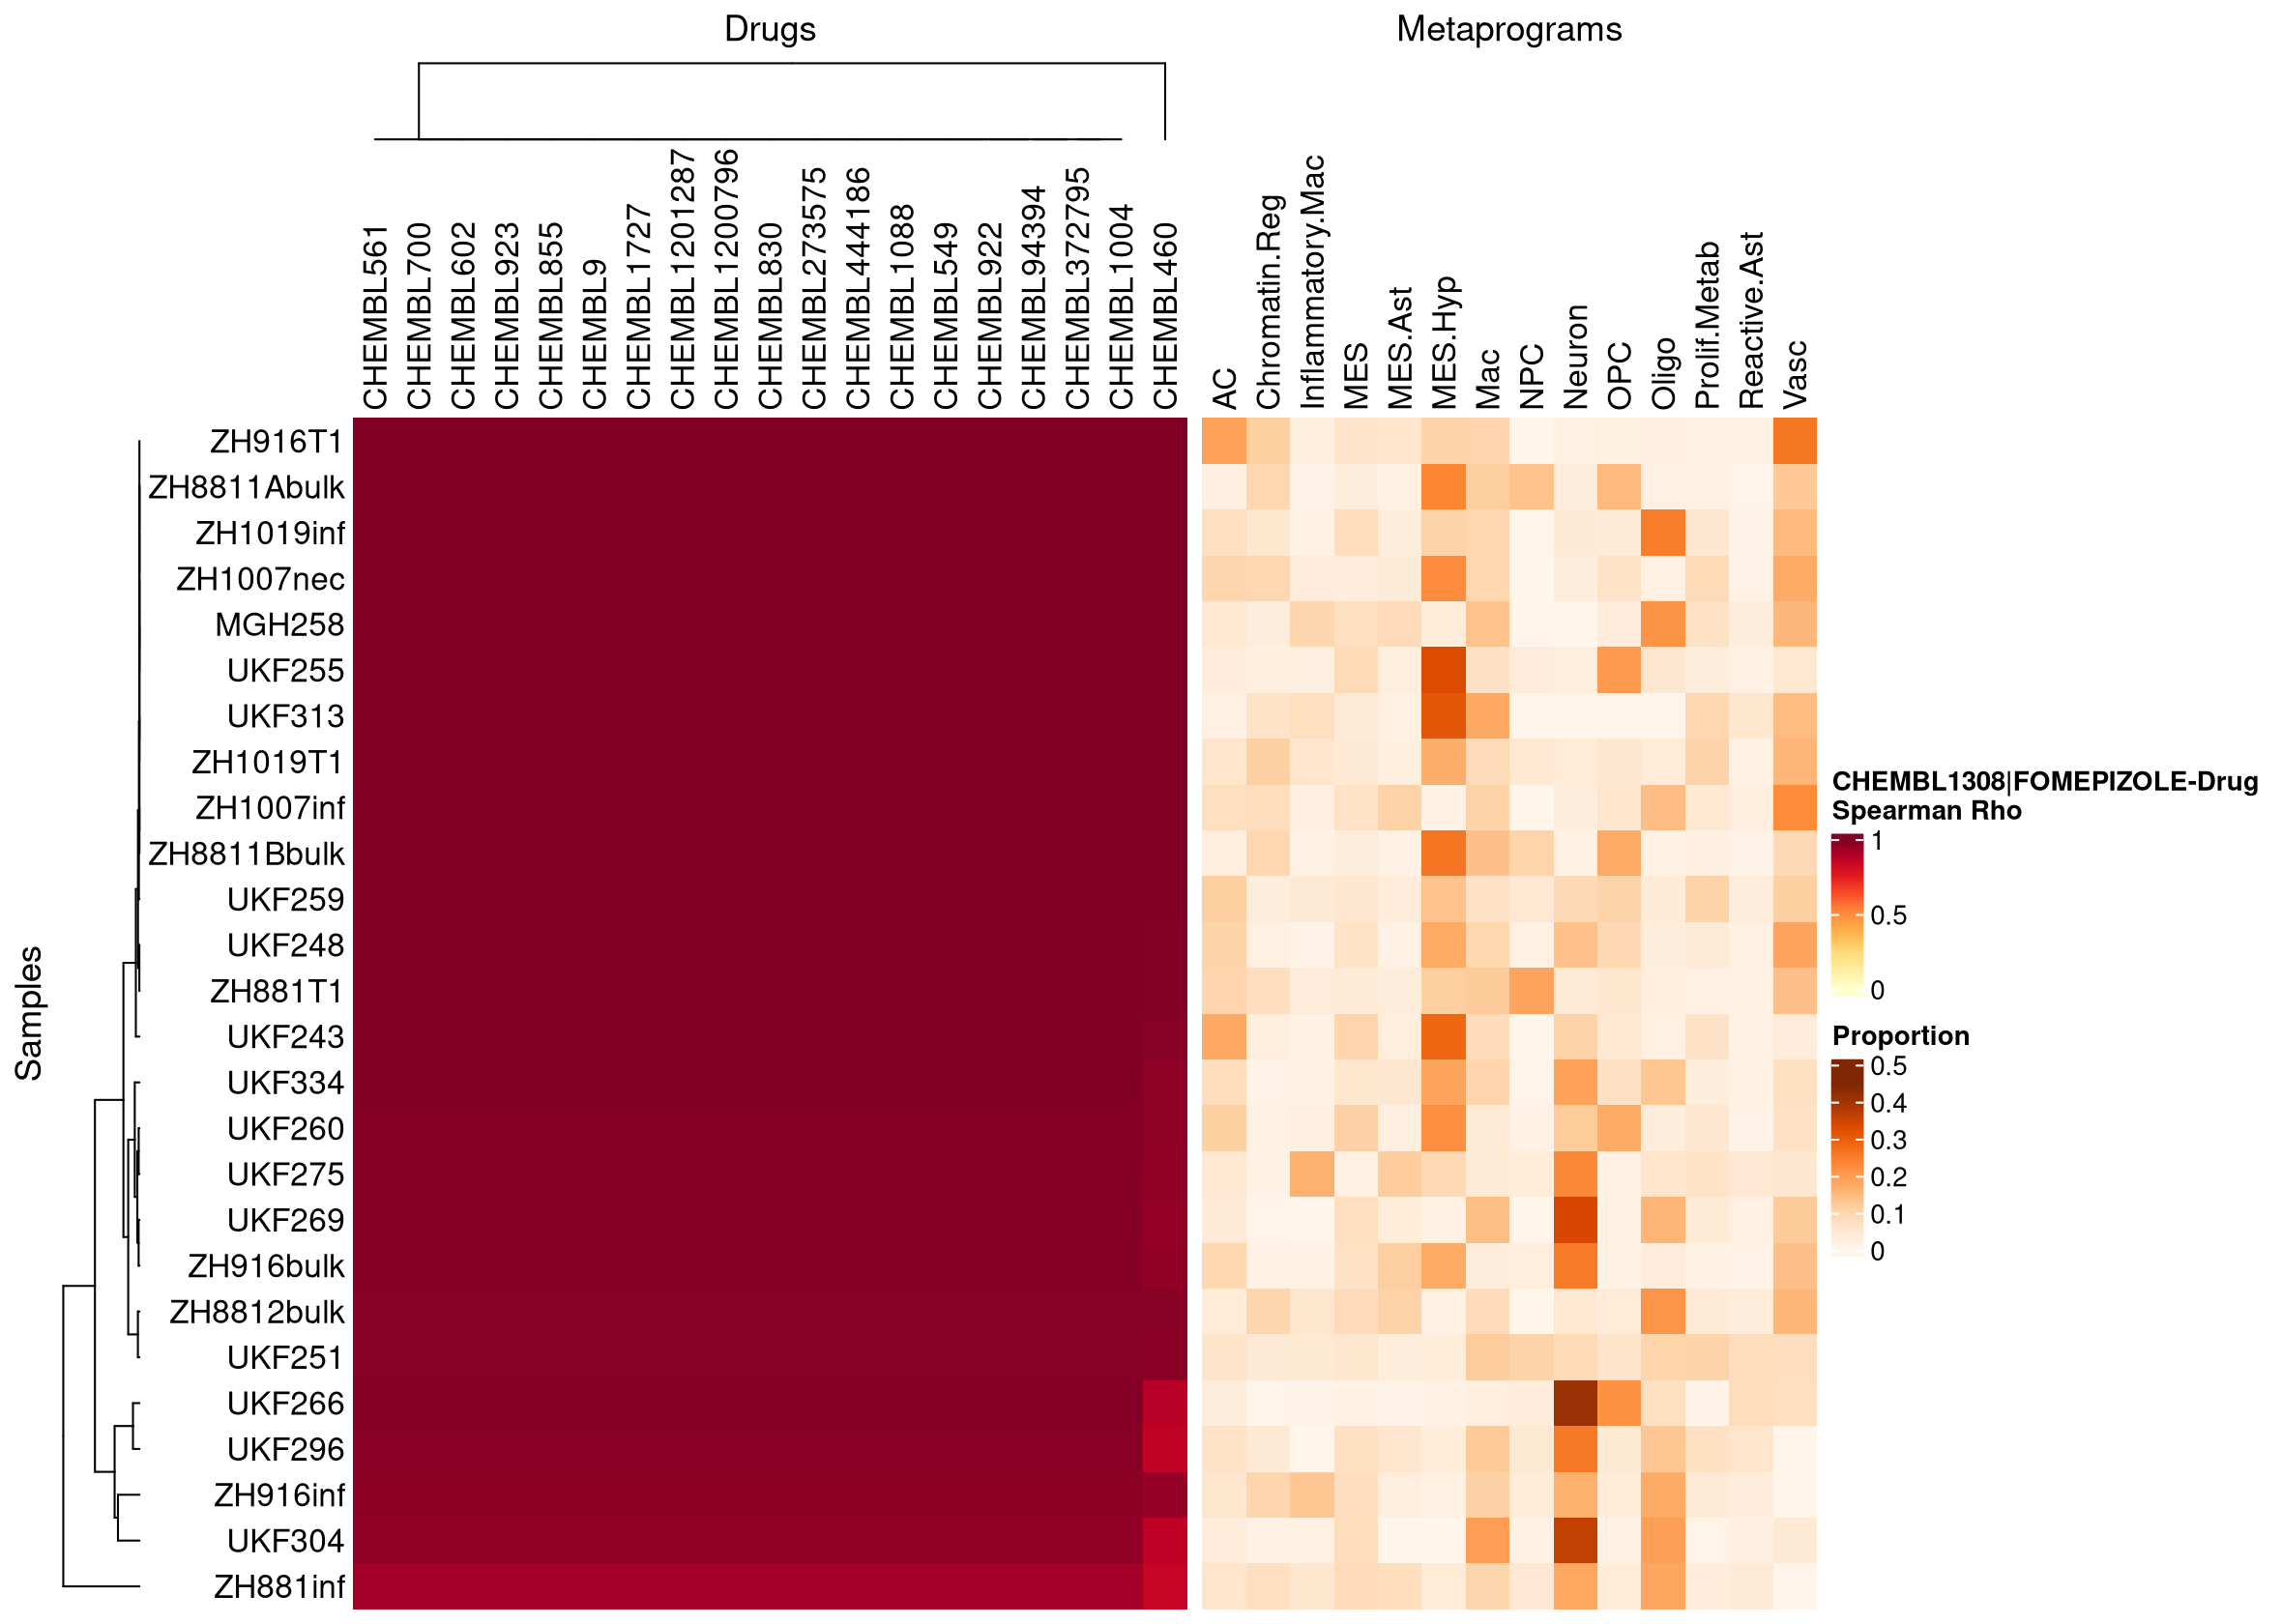 Drugs
Metaprograms
CHEMBL561
CHEMBL700
CHEMBL602
CHEMBL923
CHEMBL855
CHEMBL9
CHEMBL1727
CHEMBL1201287
CHEMBL1200796
CHEMBL830
CHEMBL273575
CHEMBL444186
CHEMBL1088
CHEMBL549
CHEMBL922
CHEMBL94394
CHEMBL372795
CHEMBL1004
CHEMBL460
AC
Chromatin.Reg
Inflammatory.Mac
MES
MES.Ast
MES.Hyp
Mac
NPC
Neuron
OPC
Oligo
Prolif.Metab
Reactive.Ast
Vasc
Samples
ZH916T1
ZH8811Abulk
ZH1019inf
ZH1007nec
MGH258
UKF255
UKF313
ZH1019T1
ZH1007inf
ZH8811Bbulk
UKF259
UKF248
ZH881T1
UKF243
UKF334
UKF260
UKF275
UKF269
ZH916bulk
ZH8812bulk
UKF251
UKF266
UKF296
ZH916inf
UKF304
ZH881inf
CHEMBL1308|FOMEPIZOLE-Drug
Spearman Rho
1
0.5
0
Proportion
0.5
0.4
0.3
0.2
0.1
0